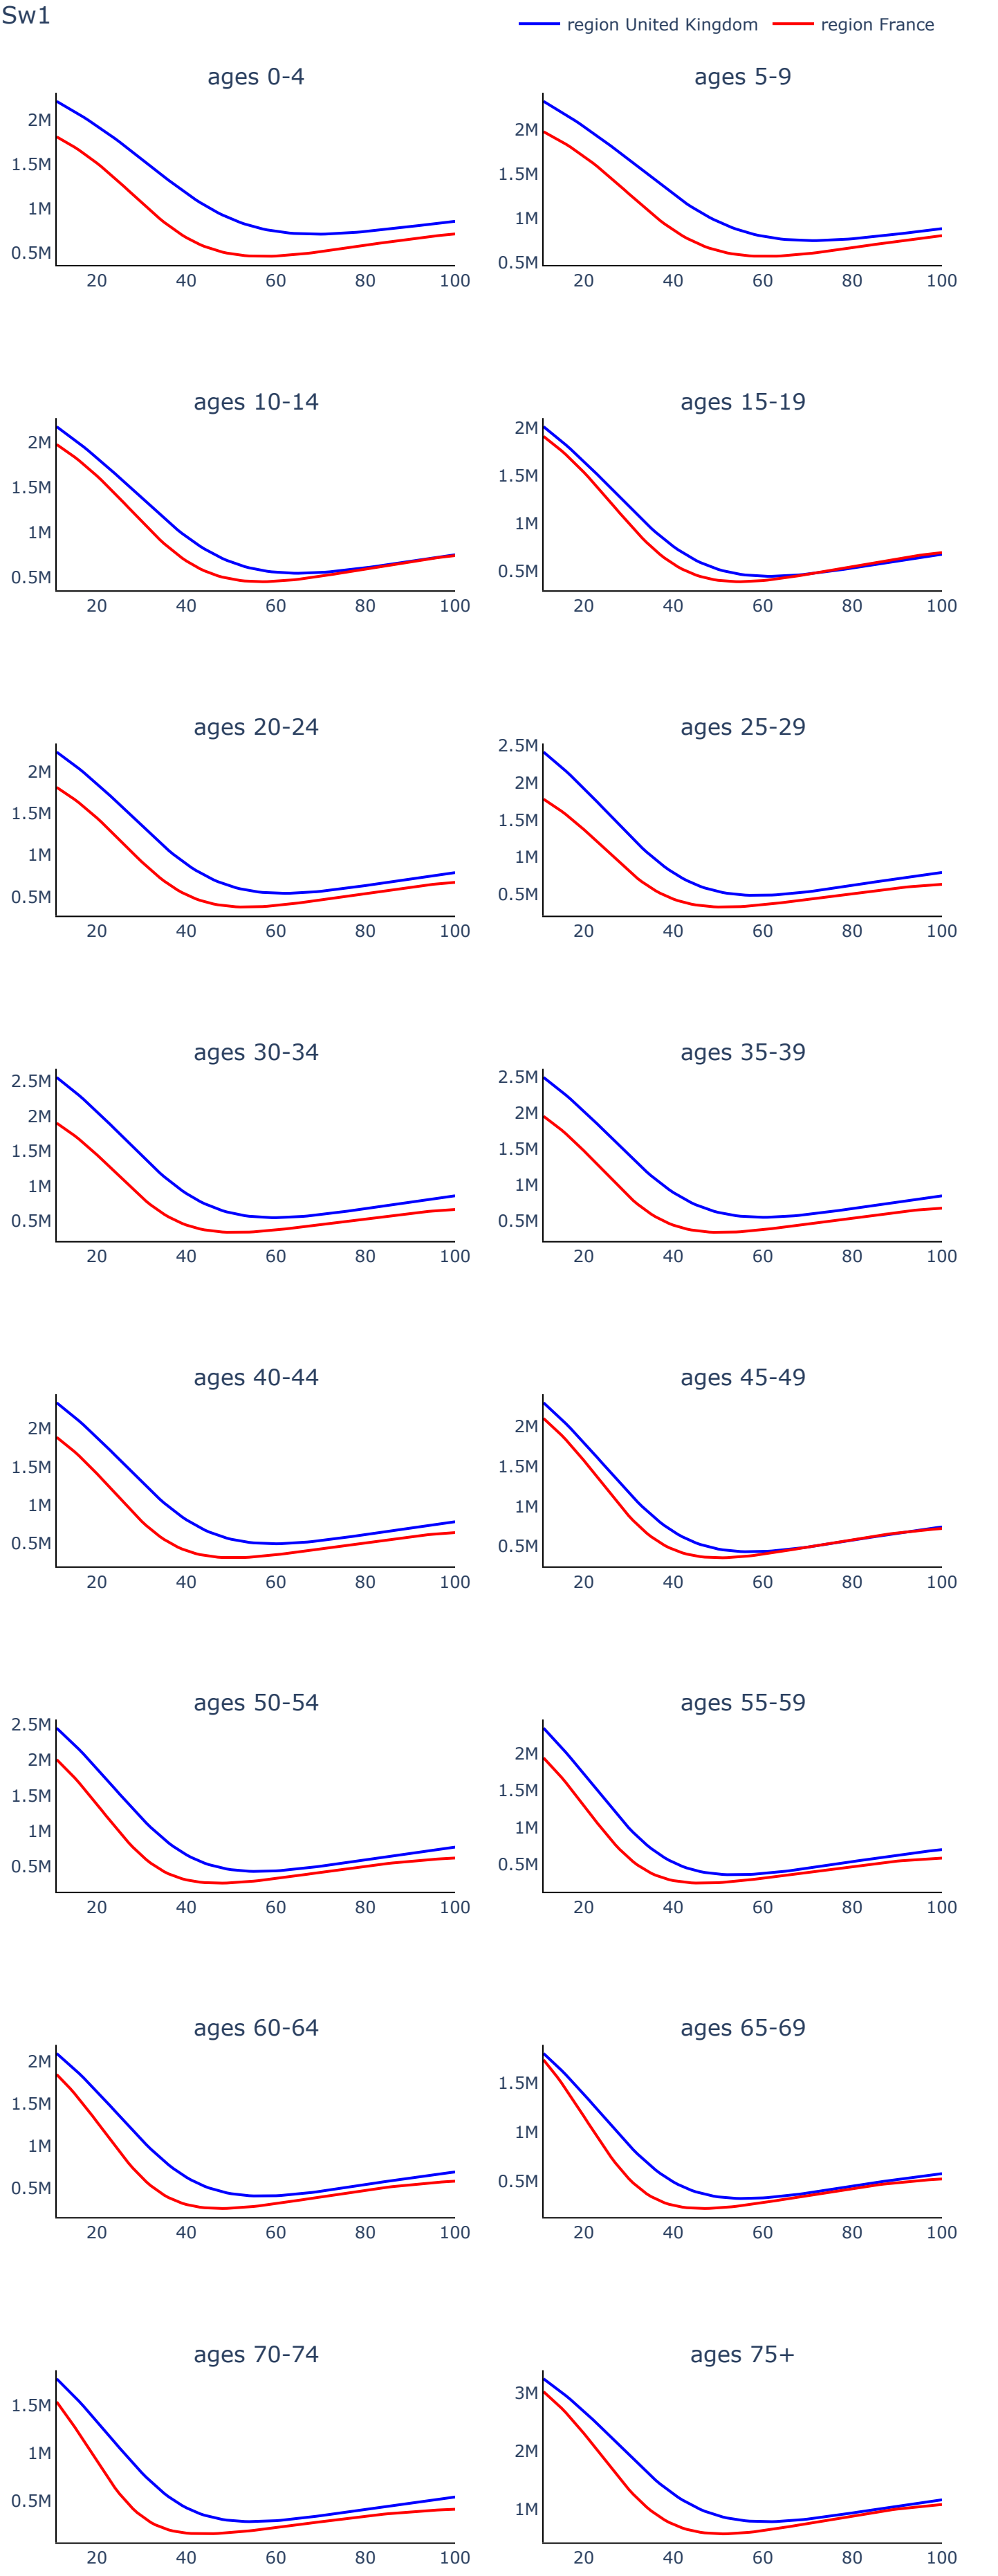 Sw1
region United Kingdom region France
ages 0-4 ages 5-9
2M
1.5M
1M
0.5M
20 40 60 80 100
2M
1.5M
1M
0.5M
20 40 60 80 100
ages 10-14 ages 15-19
2M
1.5M
1M
0.5M
20 40 60 80 100
2M
1.5M
1M
0.5M
20 40 60 80 100
ages 20-24 ages 25-29
2M
1.5M
1M
0.5M
20 40 60 80 100
2.5M
2M
1.5M
1M
0.5M
20 40 60 80 100
ages 30-34 ages 35-39
2.5M
2M
1.5M
1M
0.5M
20 40 60 80 100
2.5M
2M
1.5M
1M
0.5M
20 40 60 80 100
ages 40-44 ages 45-49
2M
1.5M
1M
0.5M
20 40 60 80 100
2M
1.5M
1M
0.5M
20 40 60 80 100
ages 50-54 ages 55-59
2.5M
2M
1.5M
1M
0.5M
20 40 60 80 100
2M
1.5M
1M
0.5M
20 40 60 80 100
ages 60-64 ages 65-69
2M
1.5M
1M
0.5M
20 40 60 80 100
1.5M
1M
0.5M
20 40 60 80 100
ages 70-74 ages 75+
1.5M
1M
0.5M
20 40 60 80 100
3M
2M
1M
20 40 60 80 100